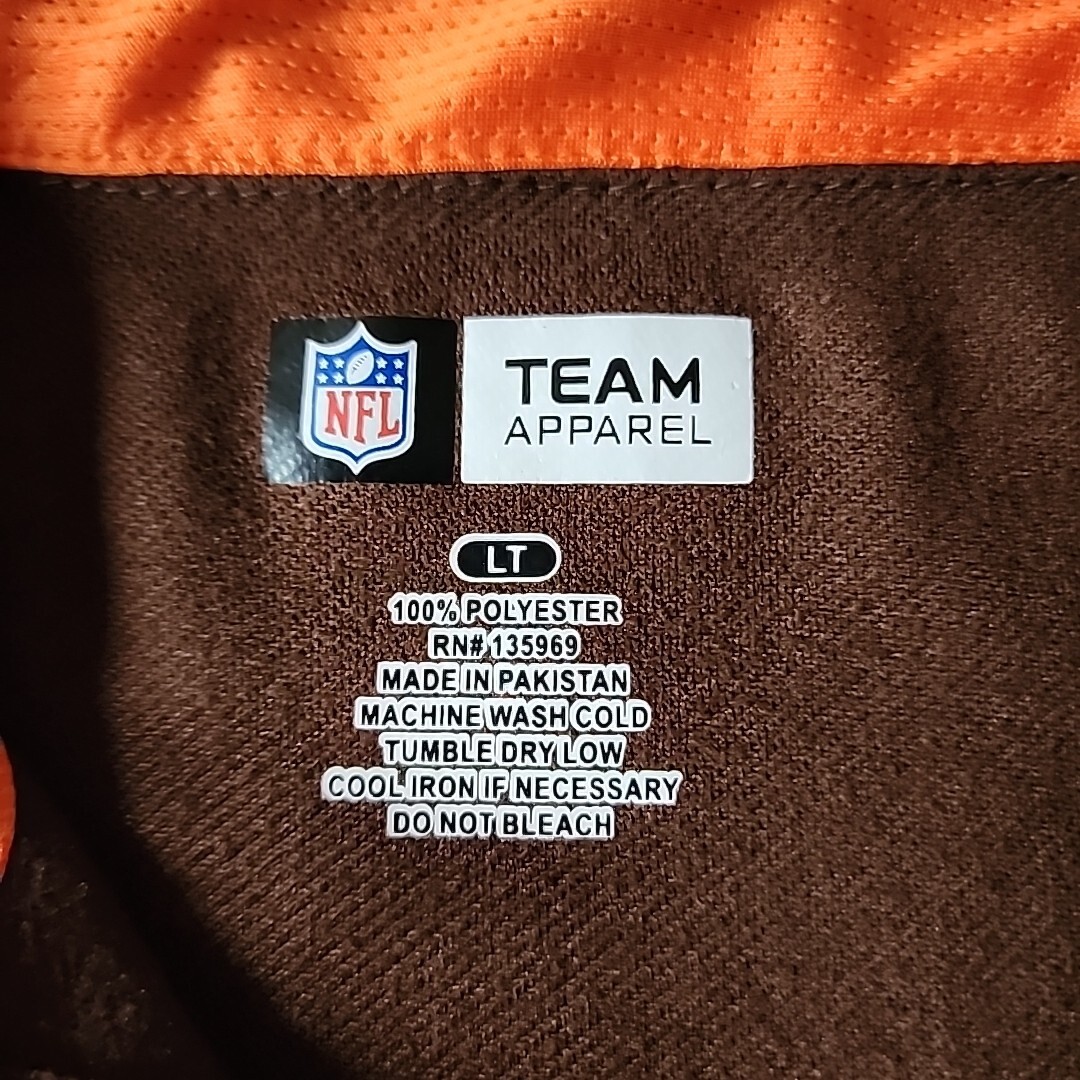 NFL
TEAM
APPAREL
LT
100% POLYESTER
RN# 135969
MADE IN PAKISTAN
MACHINE WASH COLD
TUMBLE DRY LOW
COOL IRON IF NECESSARY
DO NOT BLEACH